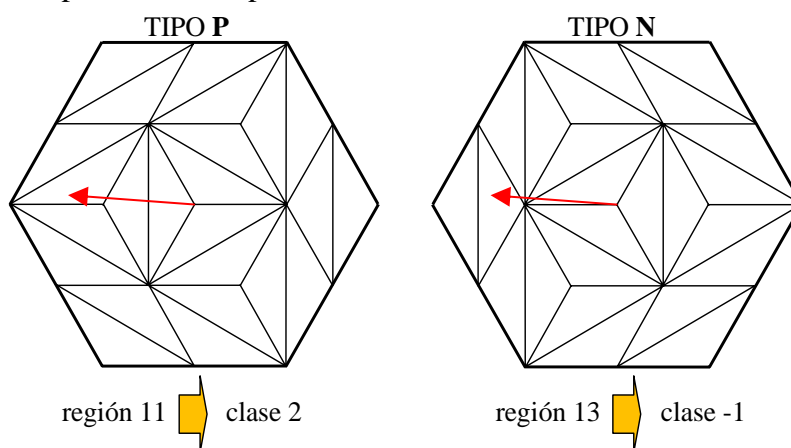 TIPO P
TIPO N
región 11
clase 2
región 13
clase -1